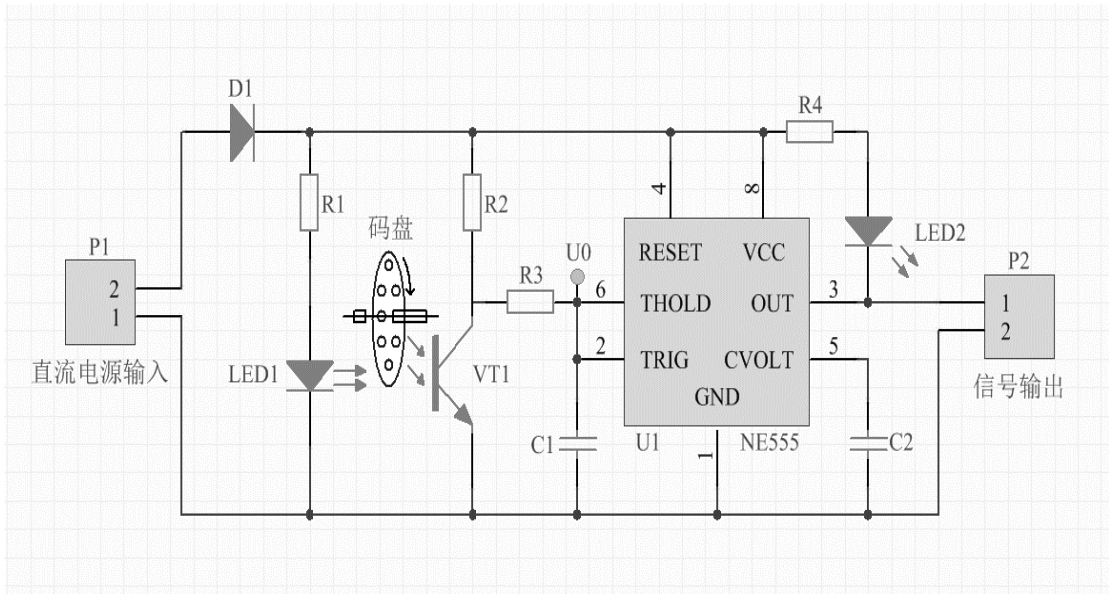 D1
R4
R1
R2
4
8
码盘
P1
U0
RESET
VCC
LED2
P2
2
R3
6
THOLD
OUT
3
1
1
2
直流电源输入
LED1
VT1
2
TRIG
CVOLT
5
信号输出
GND
C1
U1
1
NE555
C2